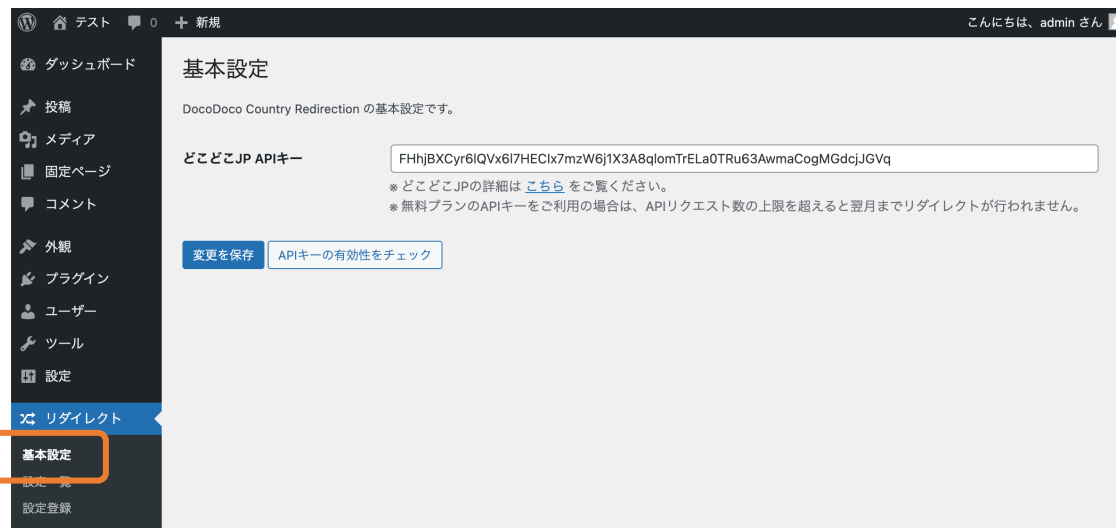 テスト 0 新規 こんにちは、admin さん
ダッシュボード
投稿
メディア
固定ページ
コメント
外観
プラグイン
ユーザー
ツール
設定
リダイレクト
基本設定
設定一覧
設定登録
基本設定
DocoDoco Country Redirection の基本設定です。
どこどこJP APIキー FHhjBXCyr6IQVx6l7HECIx7mzW6j1X3A8qlomTrELa0TRu63AwmaCogMGdcjJGVq
※ どこどこJPの詳細は こちら をご覧ください。
※ 無料プランのAPIキーをご利用の場合は、APIリクエスト数の上限を超えると翌月までリダイレクトが行われません。
変更を保存 APIキーの有効性をチェック